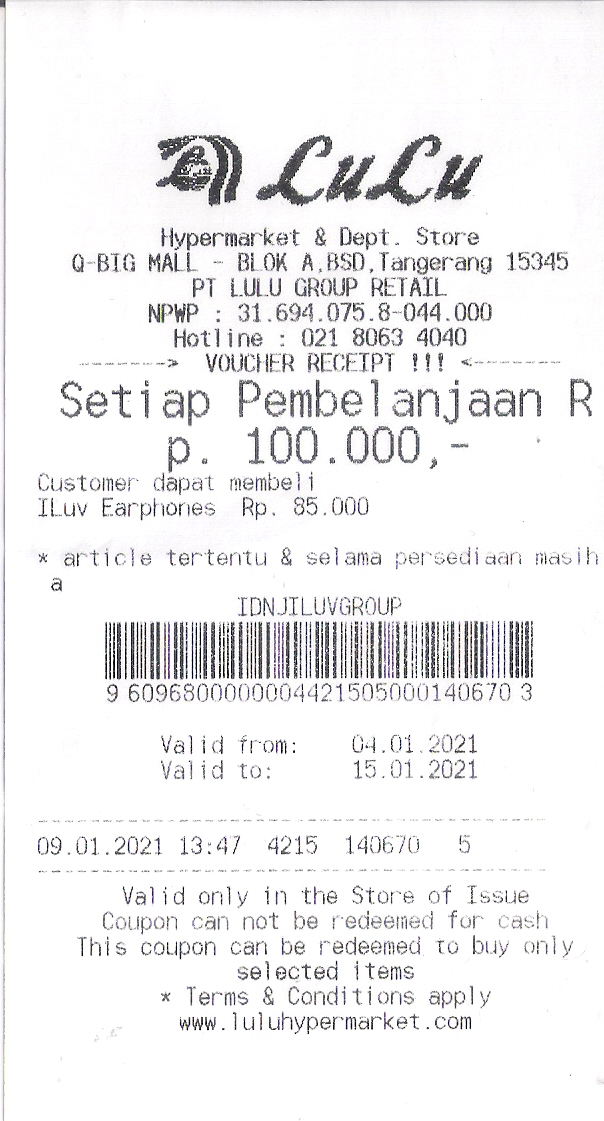 LuLu
Hypermarket & Dept. Store
Q-BIG MALL - BLOK A,BSD,Tangerang 15345
PT LULU GROUP RETAIL
NPWP : 31.694.075.8-044.000
Hotline : 021 8063 4040
-------> VOUCHER RECEIPT !!! <-------
Setiap Pembelanjaan R
p. 100.000,-
Customer dapat membeli
ILuv Earphones Rp. 85.000
* article tertentu & selama persediaan masih
a
IDNJILUVGROUP
9 6096800000004421505000140670 3
Valid from: 04.01.2021
Valid to: 15.01.2021
09.01.2021 13:47 4215 140670 5
Valid only in the Store of Issue
Coupon can not be redeemed for cash
This coupon can be redeemed to buy only
selected items
* Terms & Conditions apply
www.luluhypermarket.com